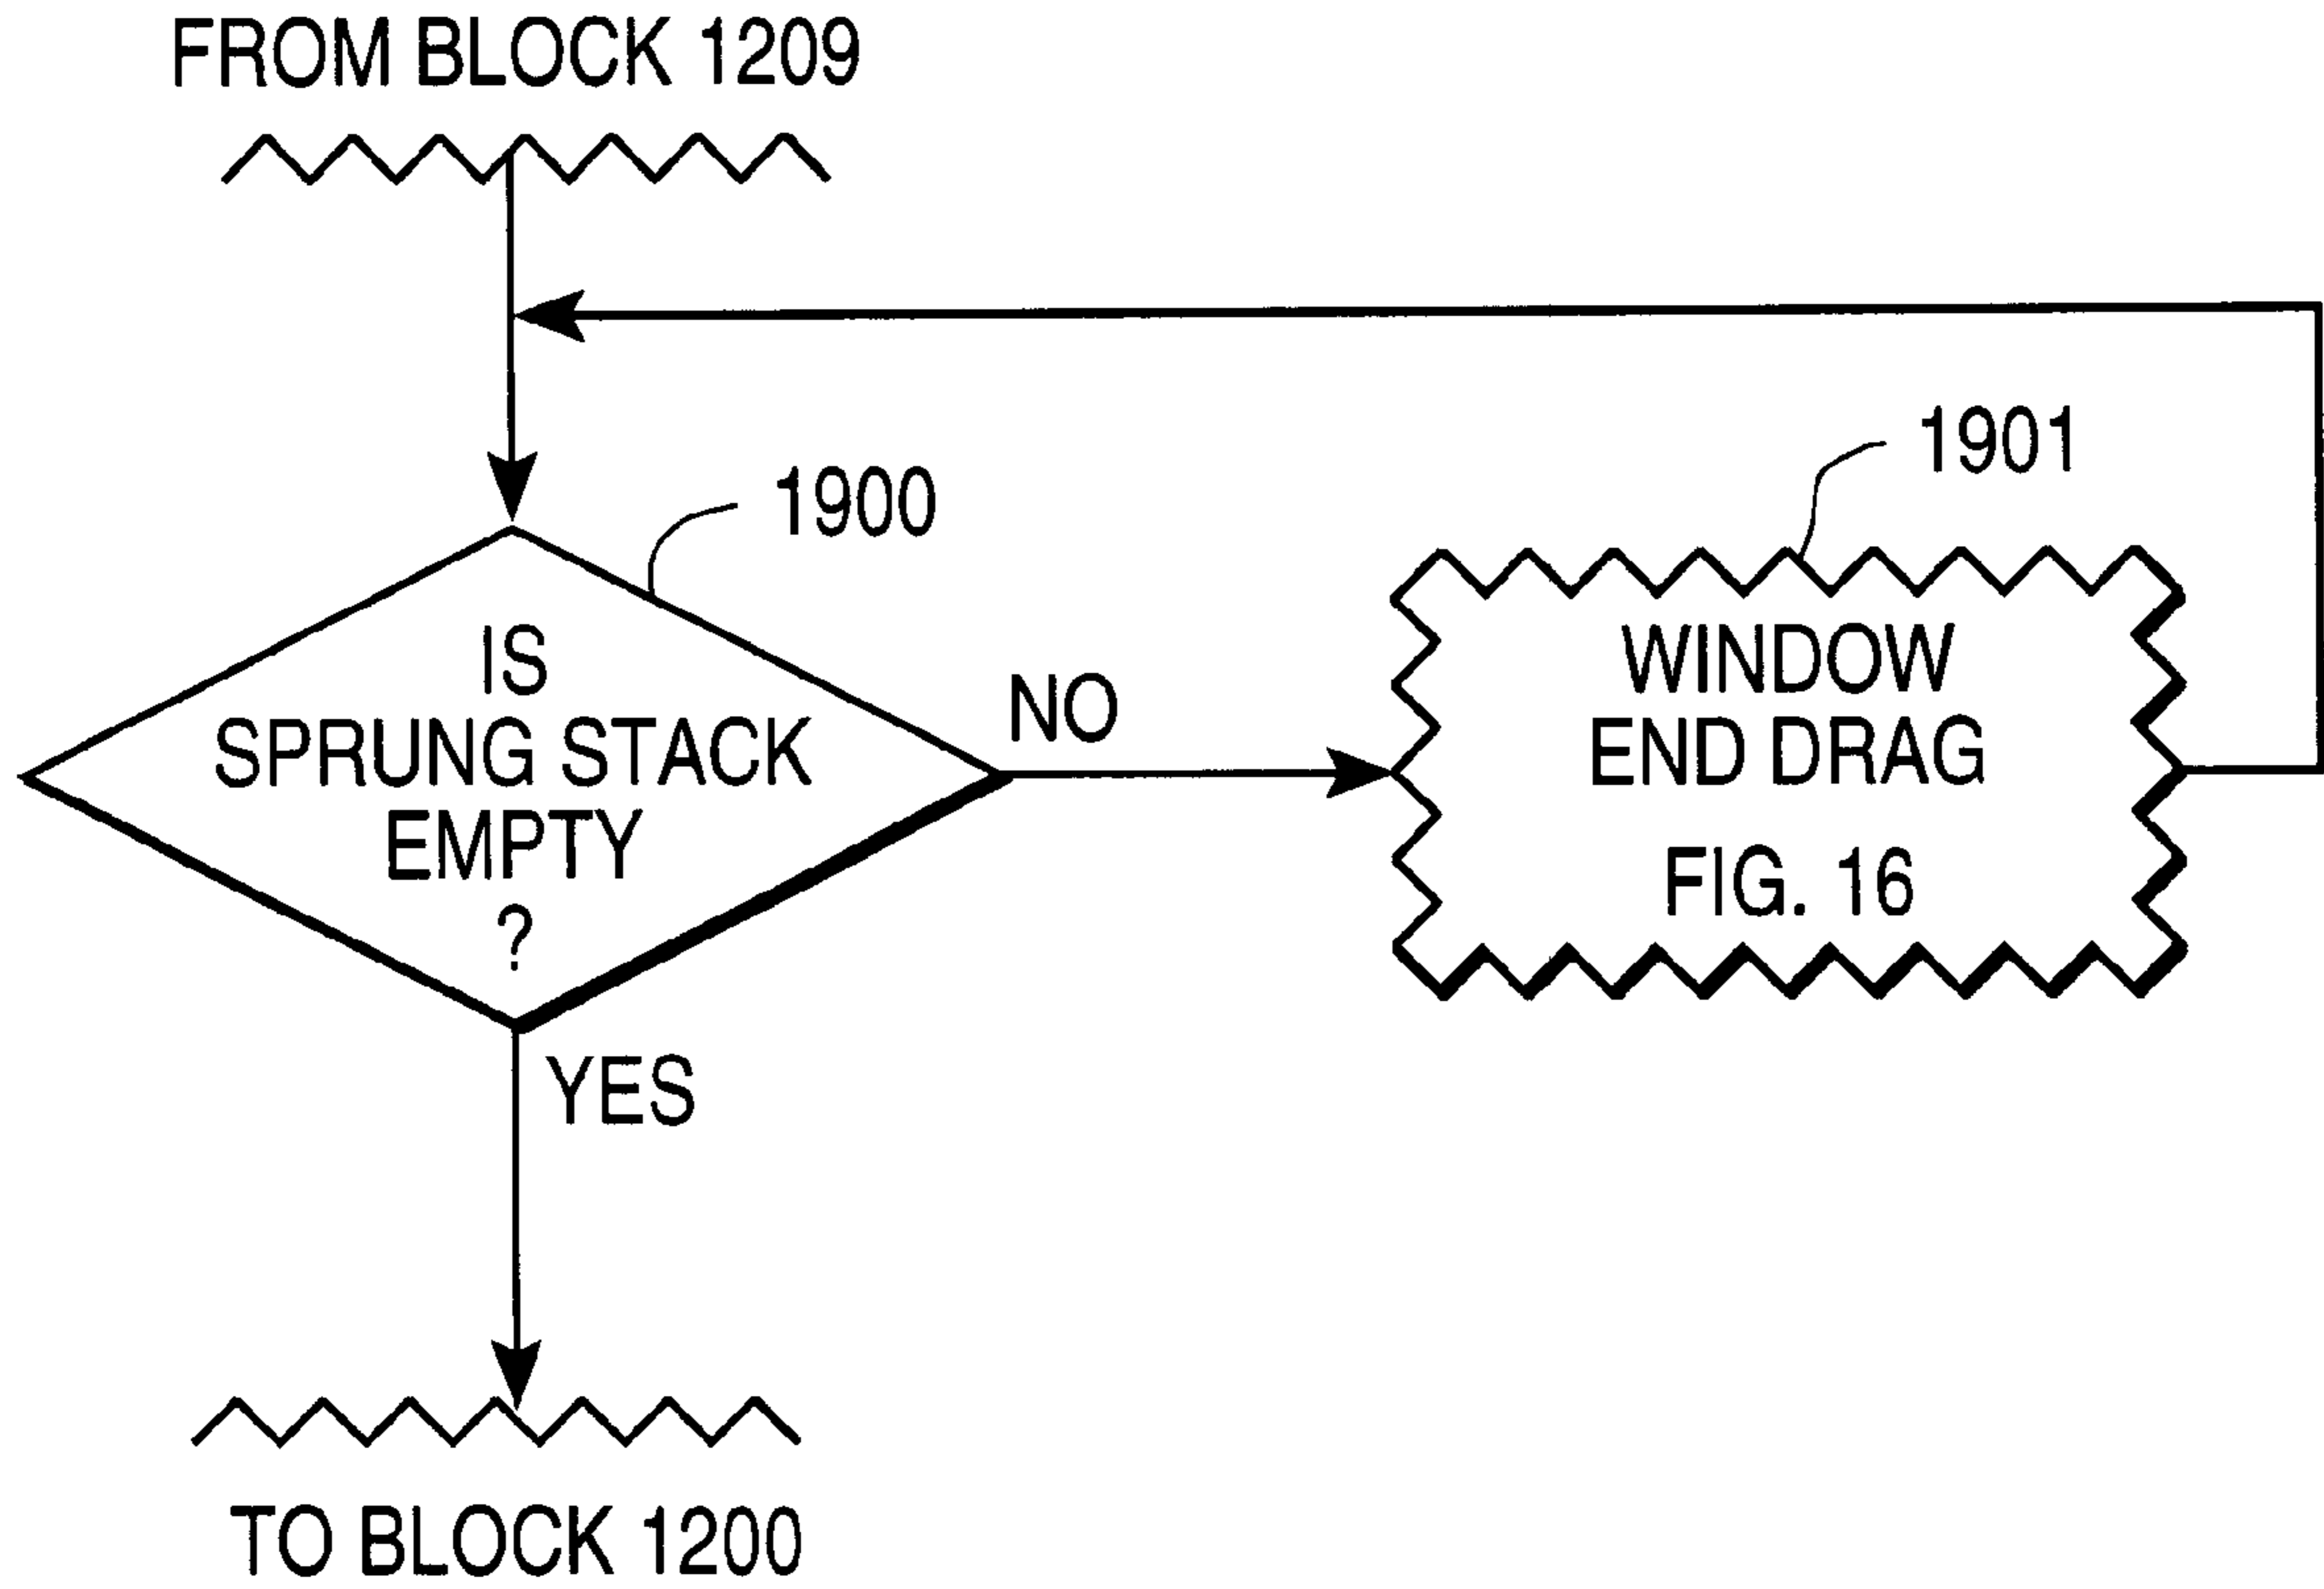 FROM BLOCK 1209
1900
1901
IS
SPRUNG STACK
EMPTY
?
NO
WINDOW
END DRAG
FIG. 16
YES
TO BLOCK 1200